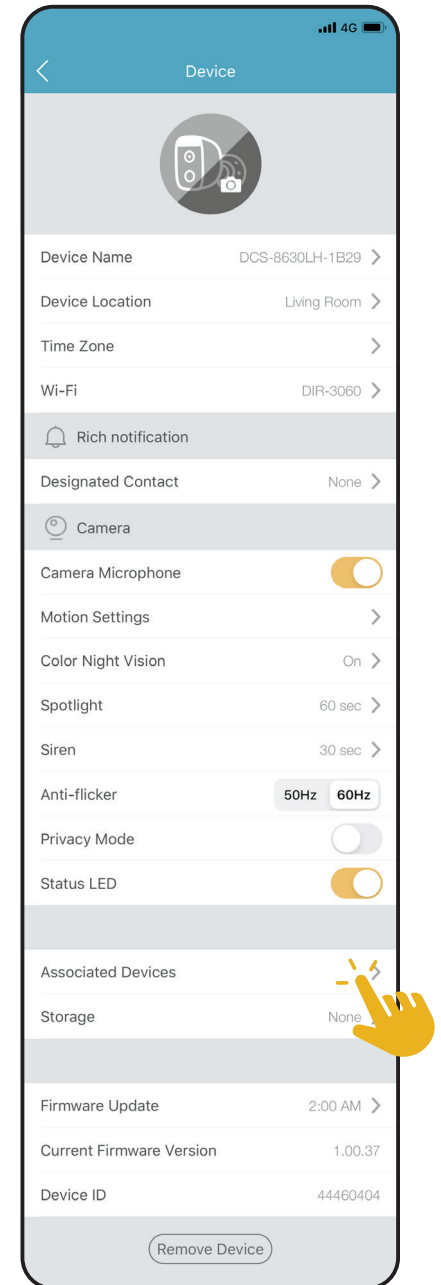 4G
Device
Device Name DCS-8630LH-1B29
Device Location Living Room
Time Zone
Wi-Fi DIR-3060
Rich notification
Designated Contact None
Camera
Camera Microphone
Motion Settings
Color Night Vision On
Spotlight 60 sec
Siren 30 sec
Anti-flicker 50Hz 60Hz
Privacy Mode
Status LED
Associated Devices
Storage None
Firmware Update 2:00 AM
Current Firmware Version 1.00.37
Device ID 44460404
Remove Device